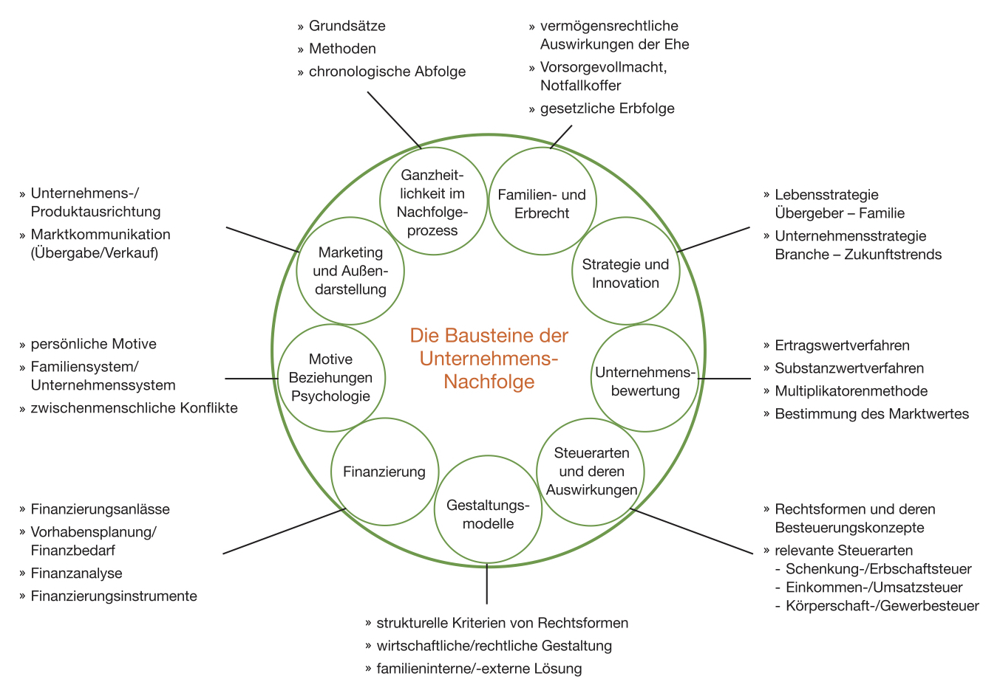 » Grundsätze
» Methoden
» chronologische Abfolge
» vermögensrechtliche
Auswirkungen der Ehe
» Vorsorgevollmacht,
Notfallkoffer
» gesetzliche Erbfolge
Ganzheit-
lichkeit im
Nachfolge-
prozess
Familien- und
Erbrecht
» Unternehmens-/
Produktausrichtung
» Marktkommunikation
(Übergabe/Verkauf)
Marketing
und Außen-
darstellung
Strategie und
Innovation
» Lebensstrategie
Übergeber – Familie
» Unternehmensstrategie
Branche – Zukunftstrends
Die Bausteine der
Unternehmens-
Nachfolge
» persönliche Motive
» Familiensystem/
Unternehmenssystem
» zwischenmenschliche Konflikte
Motive
Beziehungen
Psychologie
Unternehmens-
bewertung
» Ertragswertverfahren
» Substanzwertverfahren
» Multiplikatorenmethode
» Bestimmung des Marktwertes
Finanzierung
Gestaltungs-
modelle
Steuerarten
und deren
Auswirkungen
» Finanzierungsanlässe
» Vorhabensplanung/
Finanzbedarf
» Finanzanalyse
» Finanzierungsinstrumente
» Rechtsformen und deren
Besteuerungskonzepte
» relevante Steuerarten
- Schenkung-/Erbschaftsteuer
- Einkommen-/Umsatzsteuer
- Körperschaft-/Gewerbesteuer
» strukturelle Kriterien von Rechtsformen
» wirtschaftliche/rechtliche Gestaltung
» familieninterne/-externe Lösung